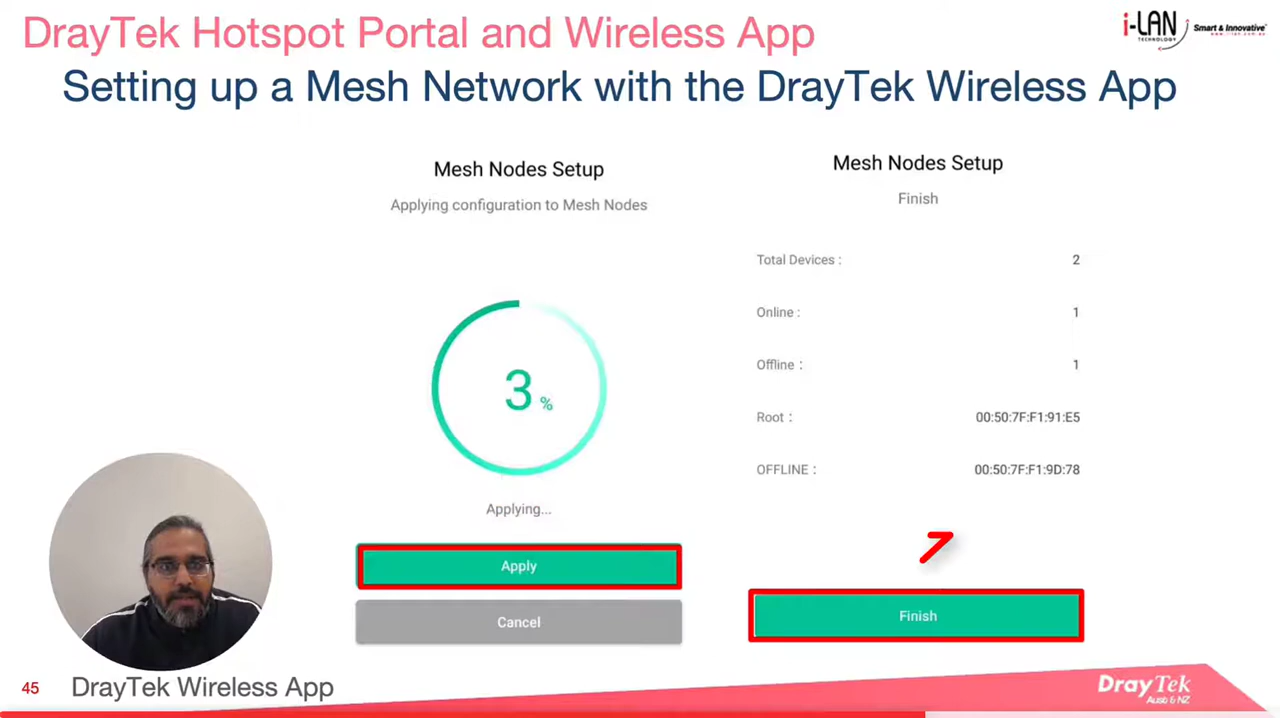 DrayTek Hotspot Portal and Wireless App
i-LAN
TECHNOLOGY
Smart & Innovative
Setting up a Mesh Network with the DrayTek Wireless App
Mesh Nodes Setup
Applying configuration to Mesh Nodes
3 %
Applying...
Apply
Cancel
Mesh Nodes Setup
Finish
Total Devices : 2
Online : 1
Offline : 1
Root : 00:50:7F:F1:91:E5
OFFLINE : 00:50:7F:F1:9D:78
Finish
45 DrayTek Wireless App
DrayTek
Aust & NZ